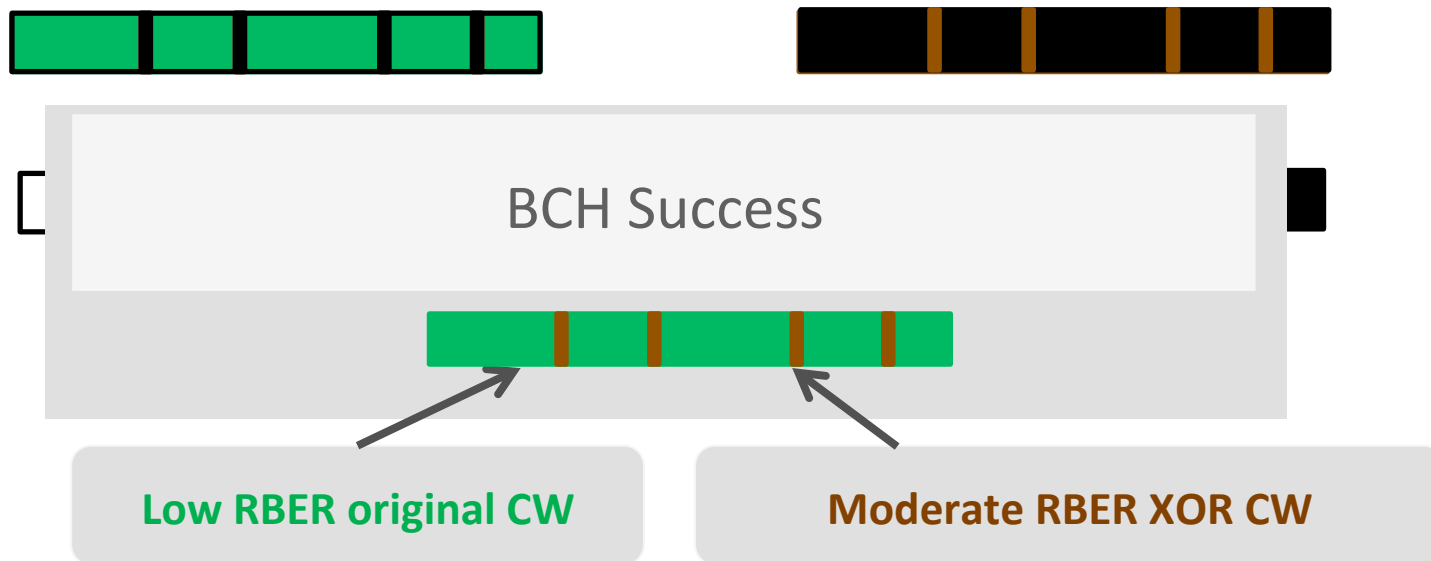 BCH Success
Low RBER original CW
Moderate RBER XOR CW